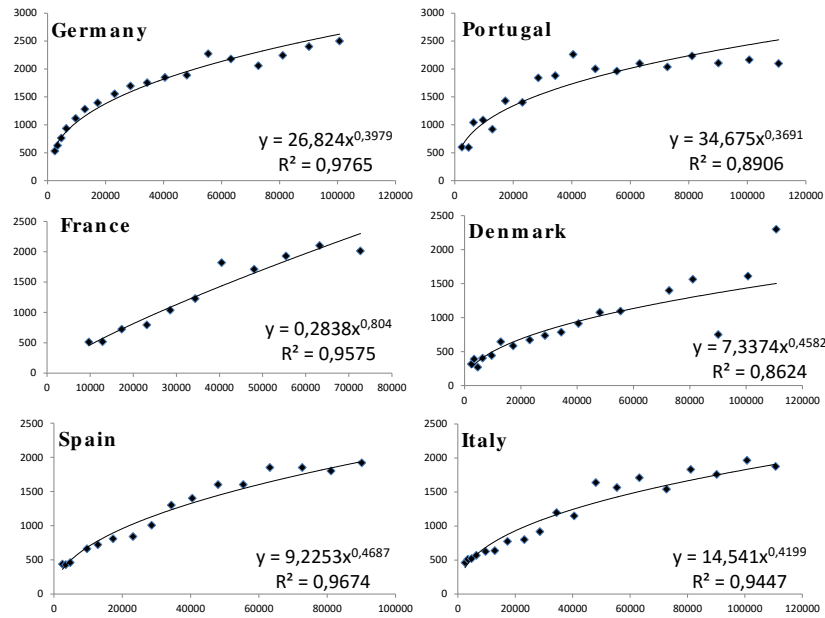 Germany
3000
2500
2000
1500
1000
500
0
y = 26,824x^0,3979
R² = 0,9765
0 20000 40000 60000 80000 100000 120000
Portugal
3000
2500
2000
1500
1000
500
0
y = 34,675x^0,3691
R² = 0,8906
0 20000 40000 60000 80000 100000 120000
France
2500
2000
1500
1000
500
0
y = 0,2838x^0,804
R² = 0,9575
0 10000 20000 30000 40000 50000 60000 70000 80000
Denmark
2500
2000
1500
1000
500
0
y = 7,3374x^0,4582
R² = 0,8624
0 20000 40000 60000 80000 100000 120000
Spain
2500
2000
1500
1000
500
0
y = 9,2253x^0,4687
R² = 0,9674
0 20000 40000 60000 80000 100000
Italy
2500
2000
1500
1000
500
0
y = 14,541x^0,4199
R² = 0,9447
0 20000 40000 60000 80000 100000 120000